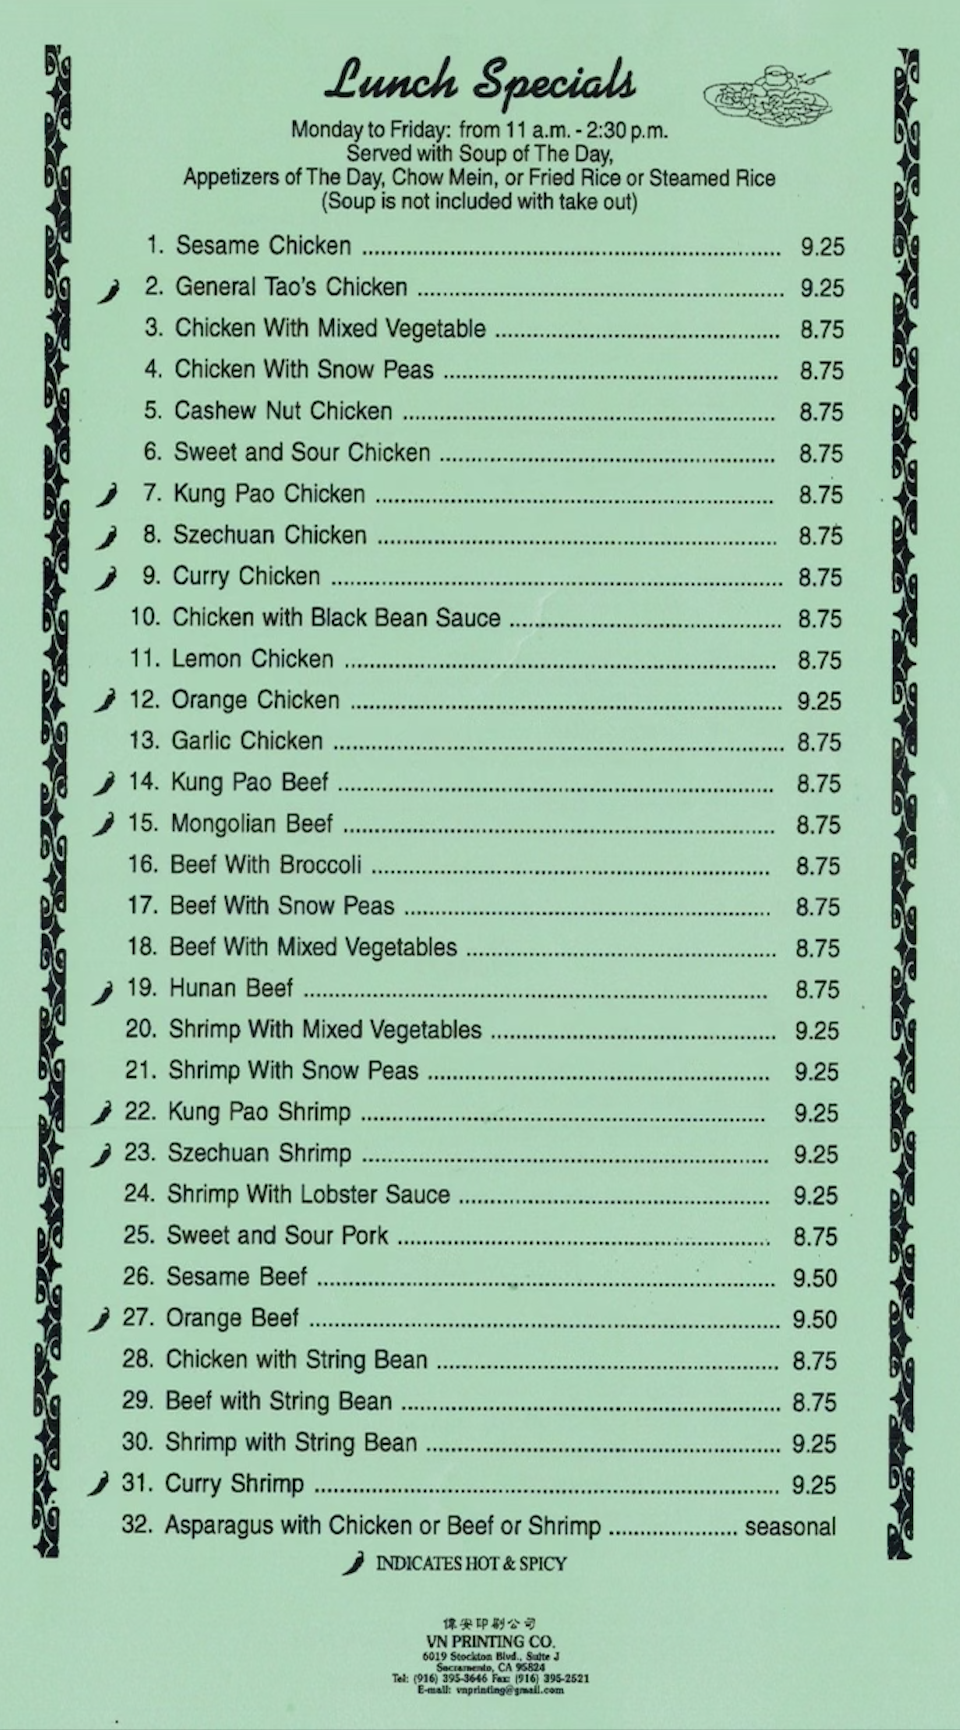 Lunch Specials
Monday to Friday: from 11 a.m. - 2:30 p.m.
Served with Soup of The Day,
Appetizers of The Day, Chow Mein, or Fried Rice or Steamed Rice
(Soup is not included with take out)
1. Sesame Chicken ........ 9.25
2. General Tao's Chicken ........ 9.25
3. Chicken With Mixed Vegetable ........ 8.75
4. Chicken With Snow Peas ........ 8.75
5. Cashew Nut Chicken ........ 8.75
6. Sweet and Sour Chicken ........ 8.75
7. Kung Pao Chicken ........ 8.75
8. Szechuan Chicken ........ 8.75
9. Curry Chicken ........ 8.75
10. Chicken with Black Bean Sauce ........ 8.75
11. Lemon Chicken ........ 8.75
12. Orange Chicken ........ 9.25
13. Garlic Chicken ........ 8.75
14. Kung Pao Beef ........ 8.75
15. Mongolian Beef ........ 8.75
16. Beef With Broccoli ........ 8.75
17. Beef With Snow Peas ........ 8.75
18. Beef With Mixed Vegetables ........ 8.75
19. Hunan Beef ........ 8.75
20. Shrimp With Mixed Vegetables ........ 9.25
21. Shrimp With Snow Peas ........ 9.25
22. Kung Pao Shrimp ........ 9.25
23. Szechuan Shrimp ........ 9.25
24. Shrimp With Lobster Sauce ........ 9.25
25. Sweet and Sour Pork ........ 8.75
26. Sesame Beef ........ 9.50
27. Orange Beef ........ 9.50
28. Chicken with String Bean ........ 8.75
29. Beef with String Bean ........ 8.75
30. Shrimp with String Bean ........ 9.25
31. Curry Shrimp ........ 9.25
32. Asparagus with Chicken or Beef or Shrimp ........ seasonal
INDICATES HOT & SPICY
偉安印刷公司
VN PRINTING CO.
6019 Stockton Blvd., Suite J
Sacramento, CA 95824
Tel: (916) 395-3646 Fax: (916) 395-2521
E-mail: vnprinting@gmail.com